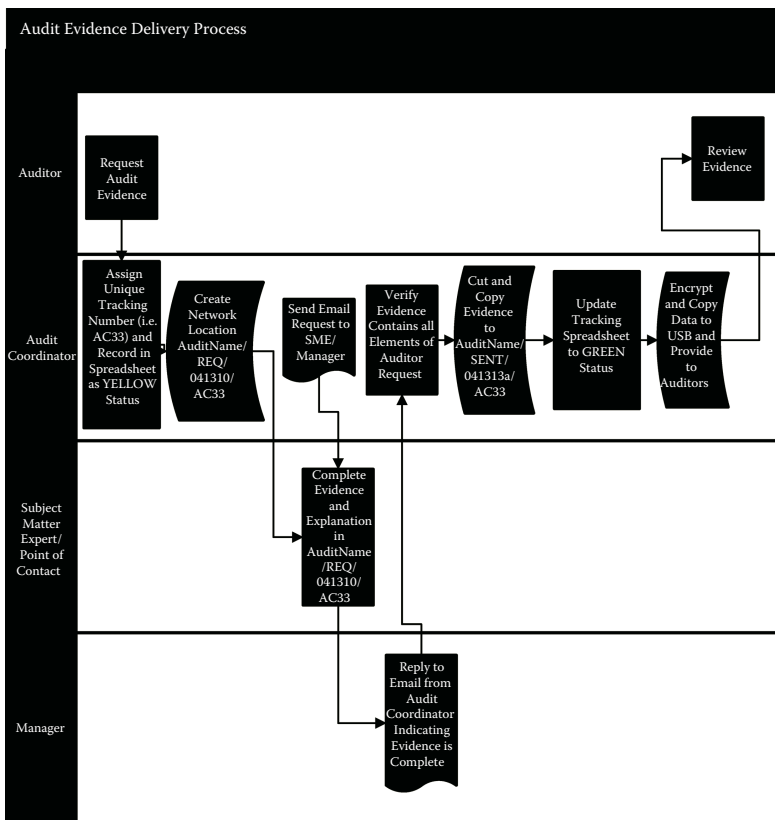 Audit Evidence Delivery Process
Auditor
Request
Audit
Evidence
Review
Evidence
Audit
Coordinator
Assign
Unique
Tracking
Number (i.e.
AC33) and
Record in
Spreadsheet
as YELLOW
Status
Create
Network
Location
AuditName/
REQ/
041310/
AC33
Send Email
Request to
SME/
Manager
Verify
Evidence
Contains all
Elements of
Auditor
Request
Cut and
Copy
Evidence
to
AuditName/
SENT/
041313a/
AC33
Update
Tracking
Spreadsheet
to GREEN
Status
Encrypt
and Copy
Data to
USB and
Provide
to
Auditors
Subject
Matter
Expert/
Point of
Contact
Complete
Evidence
and
Explanation
in
AuditName
/REQ/
041310/
AC33
Manager
Reply to
Email from
Audit
Coordinator
Indicating
Evidence is
Complete